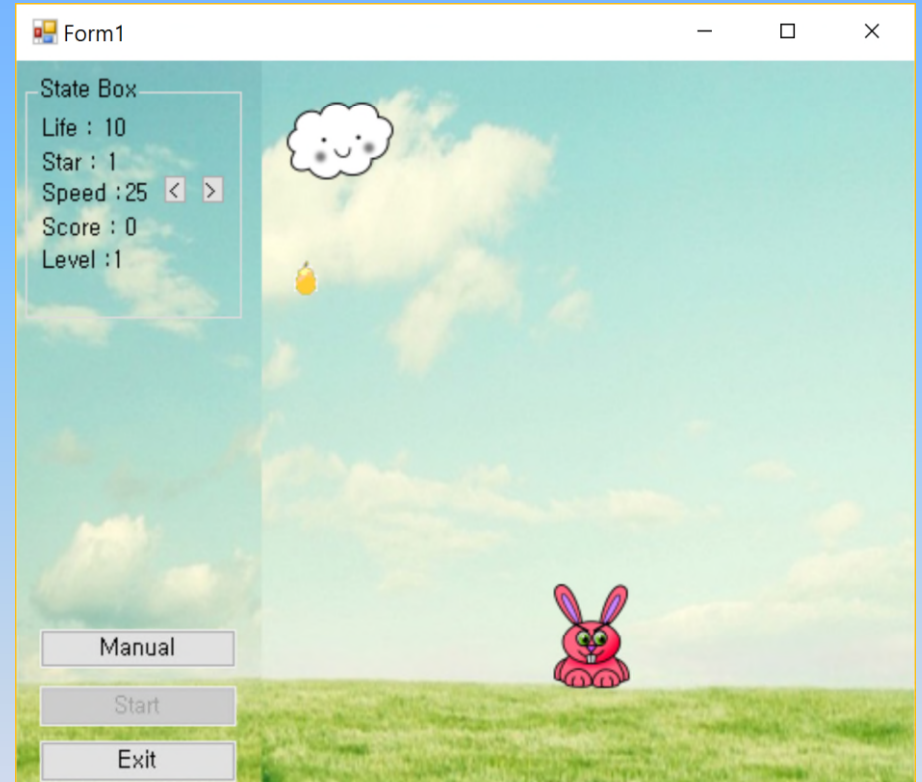 Form1
State Box
Life : 10
Star : 1
Speed :25 < >
Score : 0
Level :1
Manual
Start
Exit